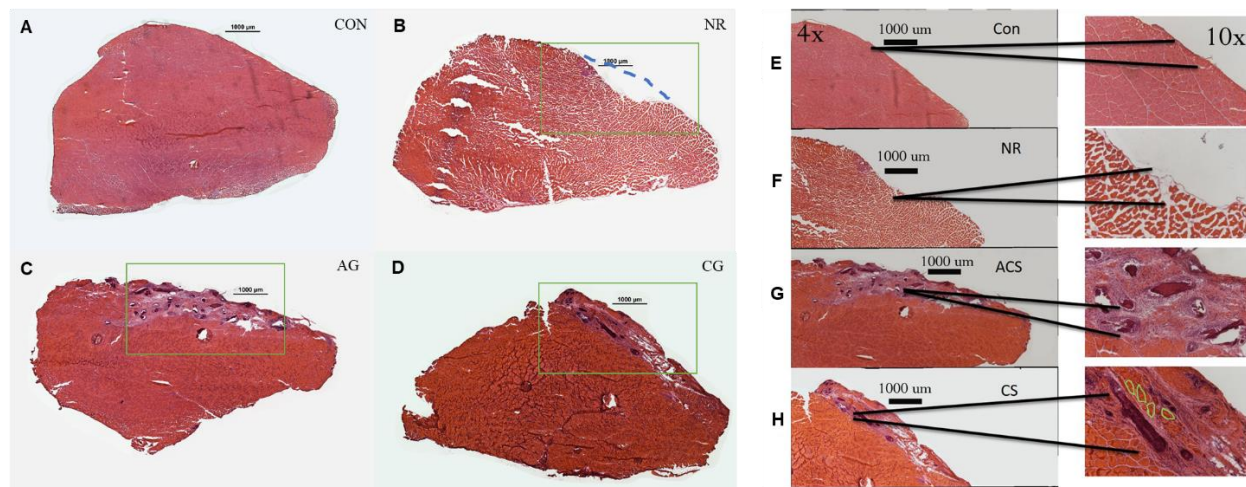 A
1000 µm
CON
B
NR
1000 µm
C
AG
1000 µm
D
CG
1000 µm
4x
1000 um
Con
10x
E
NR
1000 um
F
ACS
1000 um
G
1000 um
CS
H